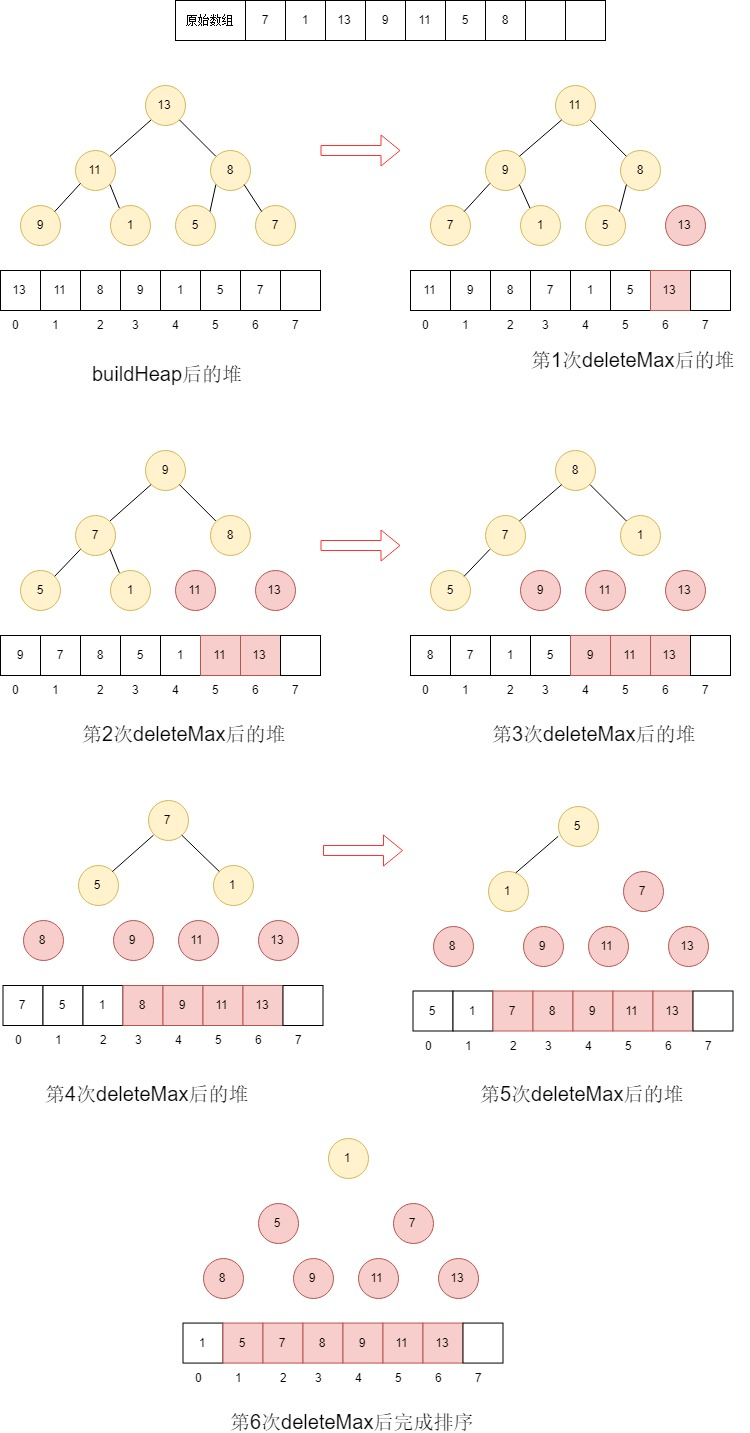 原始数组 7 1 13 9 11 5 8
13
11 8
9 1 5 7
13 11 8 9 1 5 7
0 1 2 3 4 5 6 7
buildHeap后的堆
11
9 8
7 1 5 13
11 9 8 7 1 5 13
0 1 2 3 4 5 6 7
第1次deleteMax后的堆
9
7 8
5 1 11 13
9 7 8 5 1 11 13
0 1 2 3 4 5 6 7
第2次deleteMax后的堆
8
7 1
5 9 11 13
8 7 1 5 9 11 13
0 1 2 3 4 5 6 7
第3次deleteMax后的堆
7
5 1
8 9 11 13
7 5 1 8 9 11 13
0 1 2 3 4 5 6 7
第4次deleteMax后的堆
5
1 7
8 9 11 13
5 1 7 8 9 11 13
0 1 2 3 4 5 6 7
第5次deleteMax后的堆
1
5 7
8 9 11 13
1 5 7 8 9 11 13
0 1 2 3 4 5 6 7
第6次deleteMax后完成排序